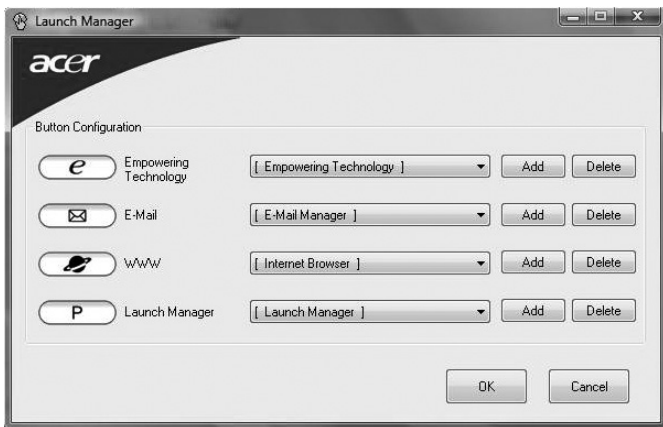 Launch Manager
acer
Button Configuration
e Empowering Technology [ Empowering Technology ] Add Delete
E-Mail [ E-Mail Manager ] Add Delete
WWW [ Internet Browser ] Add Delete
P Launch Manager [ Launch Manager ] Add Delete
OK Cancel